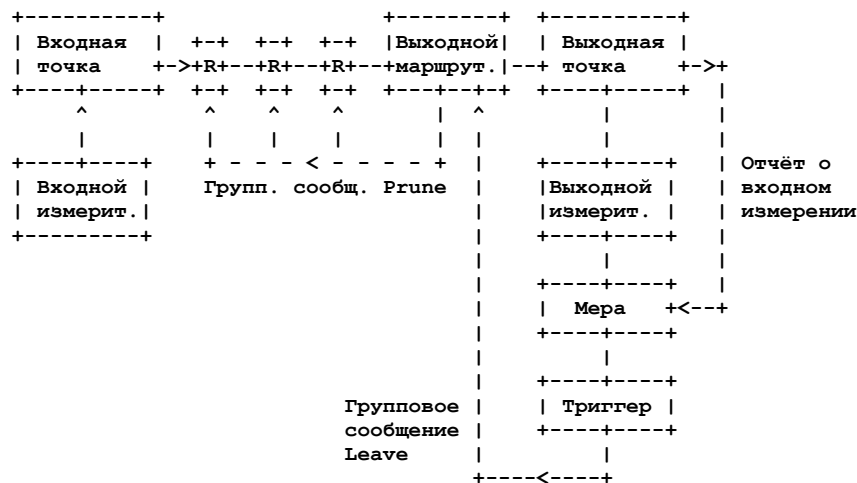 Входная Выходной Выходная
точка R R R маршрут. точка
Входной Групп. сообщ. Prune Выходной Отчёт о
измерит. измерит. входном
измерении
Мера
Групповое Триггер
сообщение
Leave